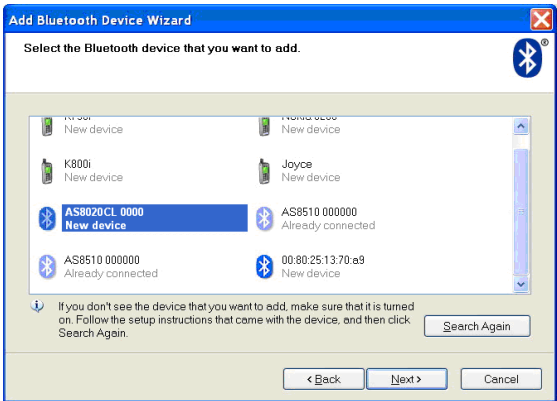 Add Bluetooth Device Wizard
Select the Bluetooth device that you want to add.
New device
New device
K800i
New device
Joyce
New device
AS8020CL 0000
New device
AS8510 000000
Already connected
AS8510 000000
Already connected
00:80:25:13:70:a9
New device
If you don't see the device that you want to add, make sure that it is turned
on. Follow the setup instructions that came with the device, and then click
Search Again.
Search Again
< Back
Next >
Cancel